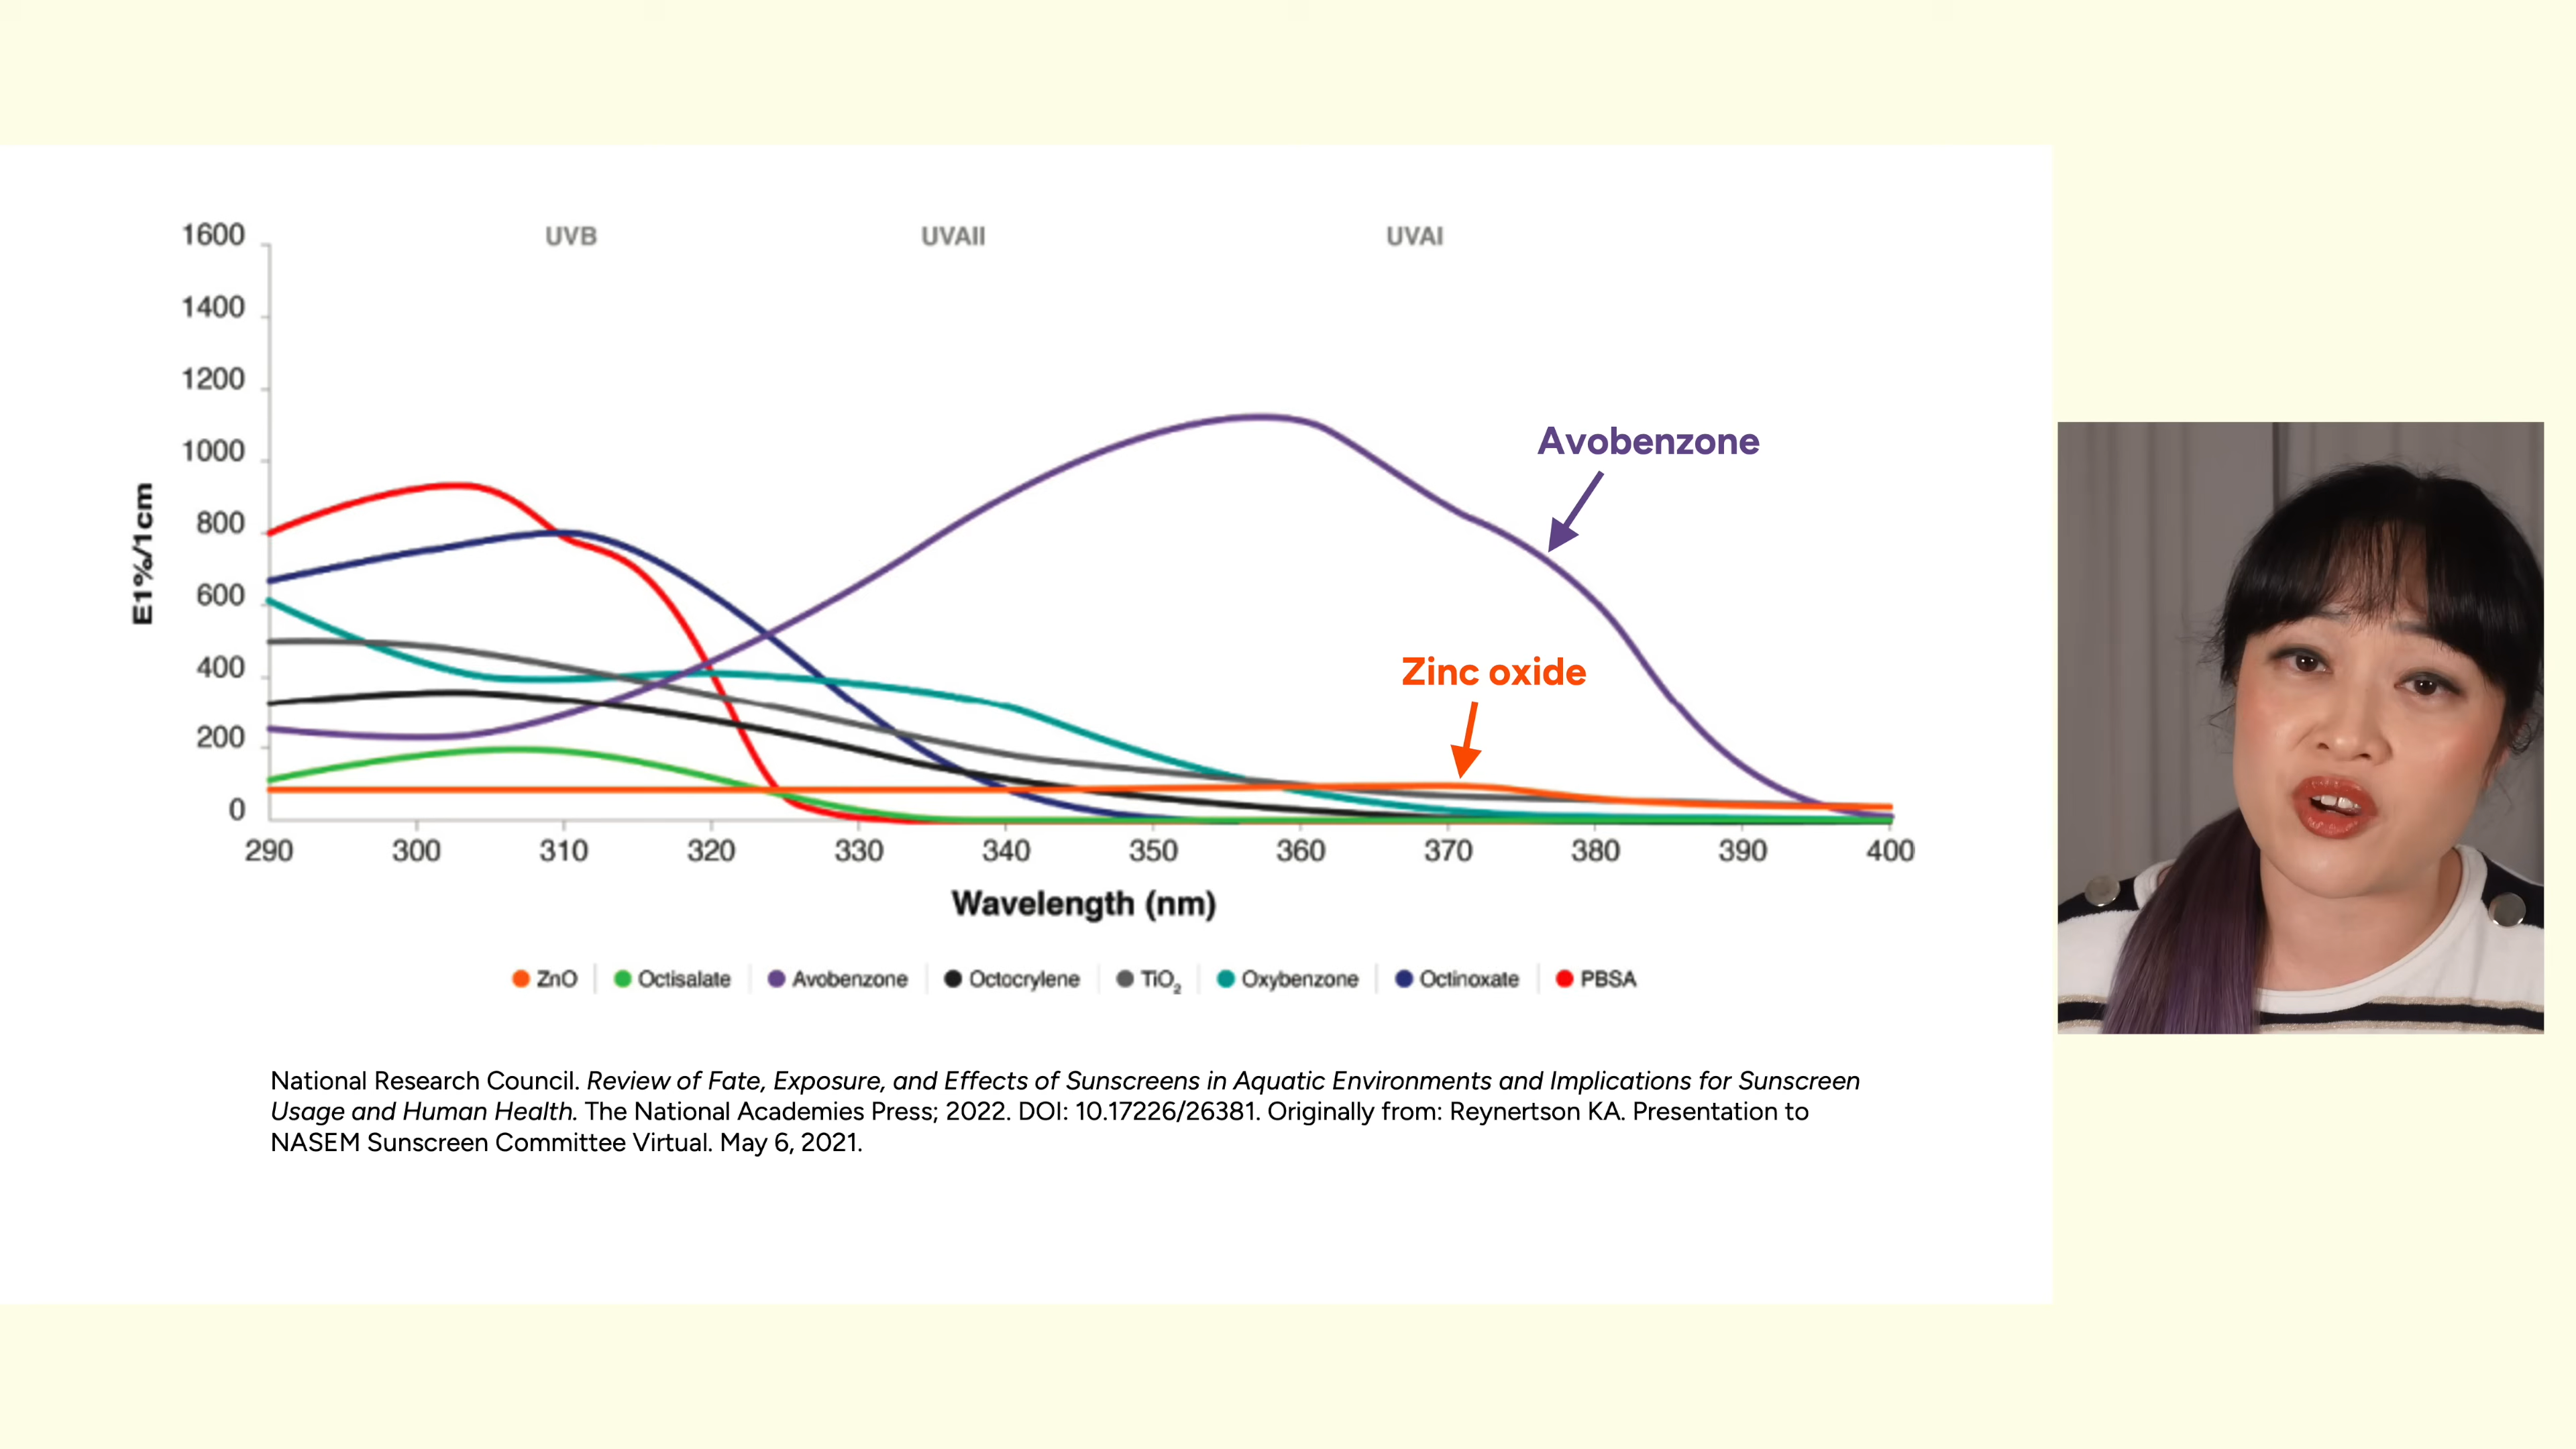 UVB UVAII UVAI
1600
1400
1200
1000
800
600
400
200
0
E1%/1cm
Avobenzone
Zinc oxide
290 300 310 320 330 340 350 360 370 380 390 400
Wavelength (nm)
ZnO Octisalate Avobenzone Octocrylene TiO₂ Oxybenzone Octinoxate PBSA
National Research Council. Review of Fate, Exposure, and Effects of Sunscreens in Aquatic Environments and Implications for Sunscreen
Usage and Human Health. The National Academies Press; 2022. DOI: 10.17226/26381. Originally from: Reynertson KA. Presentation to
NASEM Sunscreen Committee Virtual. May 6, 2021.